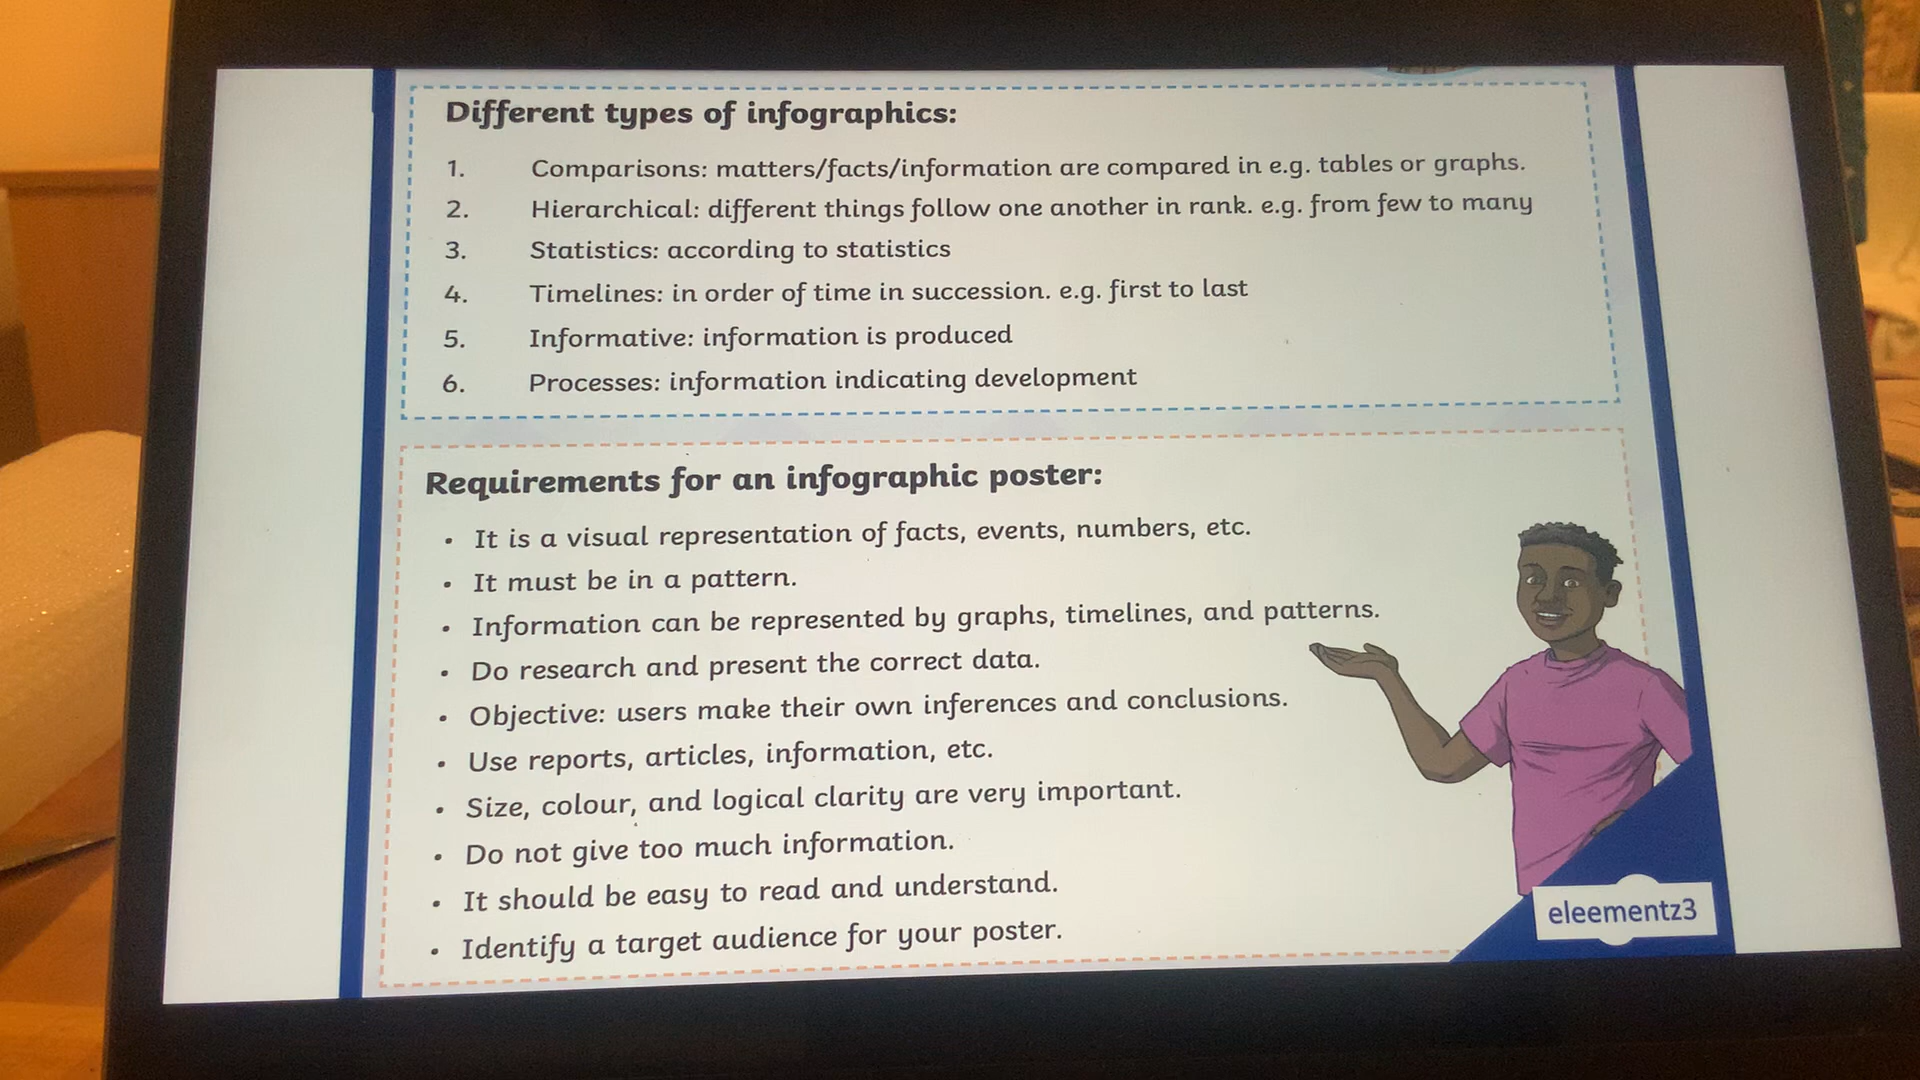 Different types of infographics:
1. Comparisons: matters/facts/information are compared in e.g. tables or graphs.
2. Hierarchical: different things follow one another in rank. e.g. from few to many
3. Statistics: according to statistics
4. Timelines: in order of time in succession. e.g. first to last
5. Informative: information is produced
6. Processes: information indicating development
Requirements for an infographic poster:
• It is a visual representation of facts, events, numbers, etc.
• It must be in a pattern.
• Information can be represented by graphs, timelines, and patterns.
• Do research and present the correct data.
• Objective: users make their own inferences and conclusions.
• Use reports, articles, information, etc.
• Size, colour, and logical clarity are very important.
• Do not give too much information.
• It should be easy to read and understand.
• Identify a target audience for your poster.
eleementz3